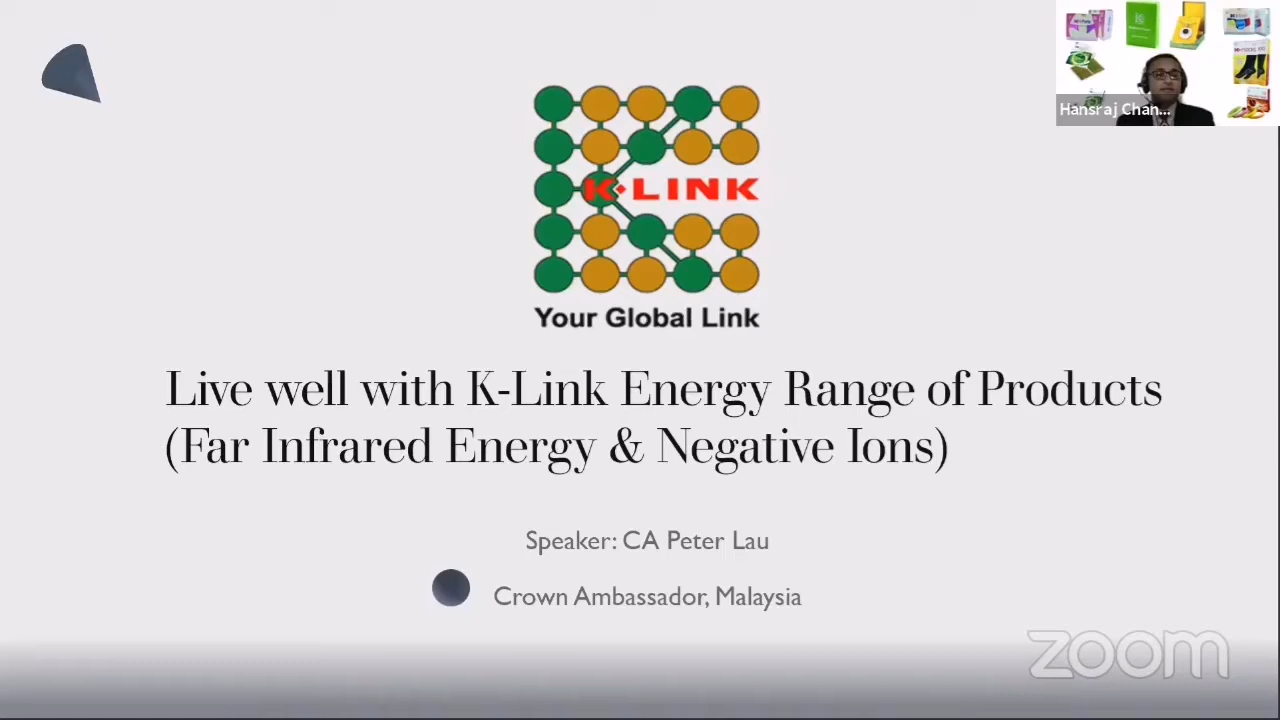 K·LINK
Your Global Link
Live well with K-Link Energy Range of Products
(Far Infrared Energy & Negative Ions)
Speaker: CA Peter Lau
Crown Ambassador, Malaysia
Hansraj Chan...
zoom